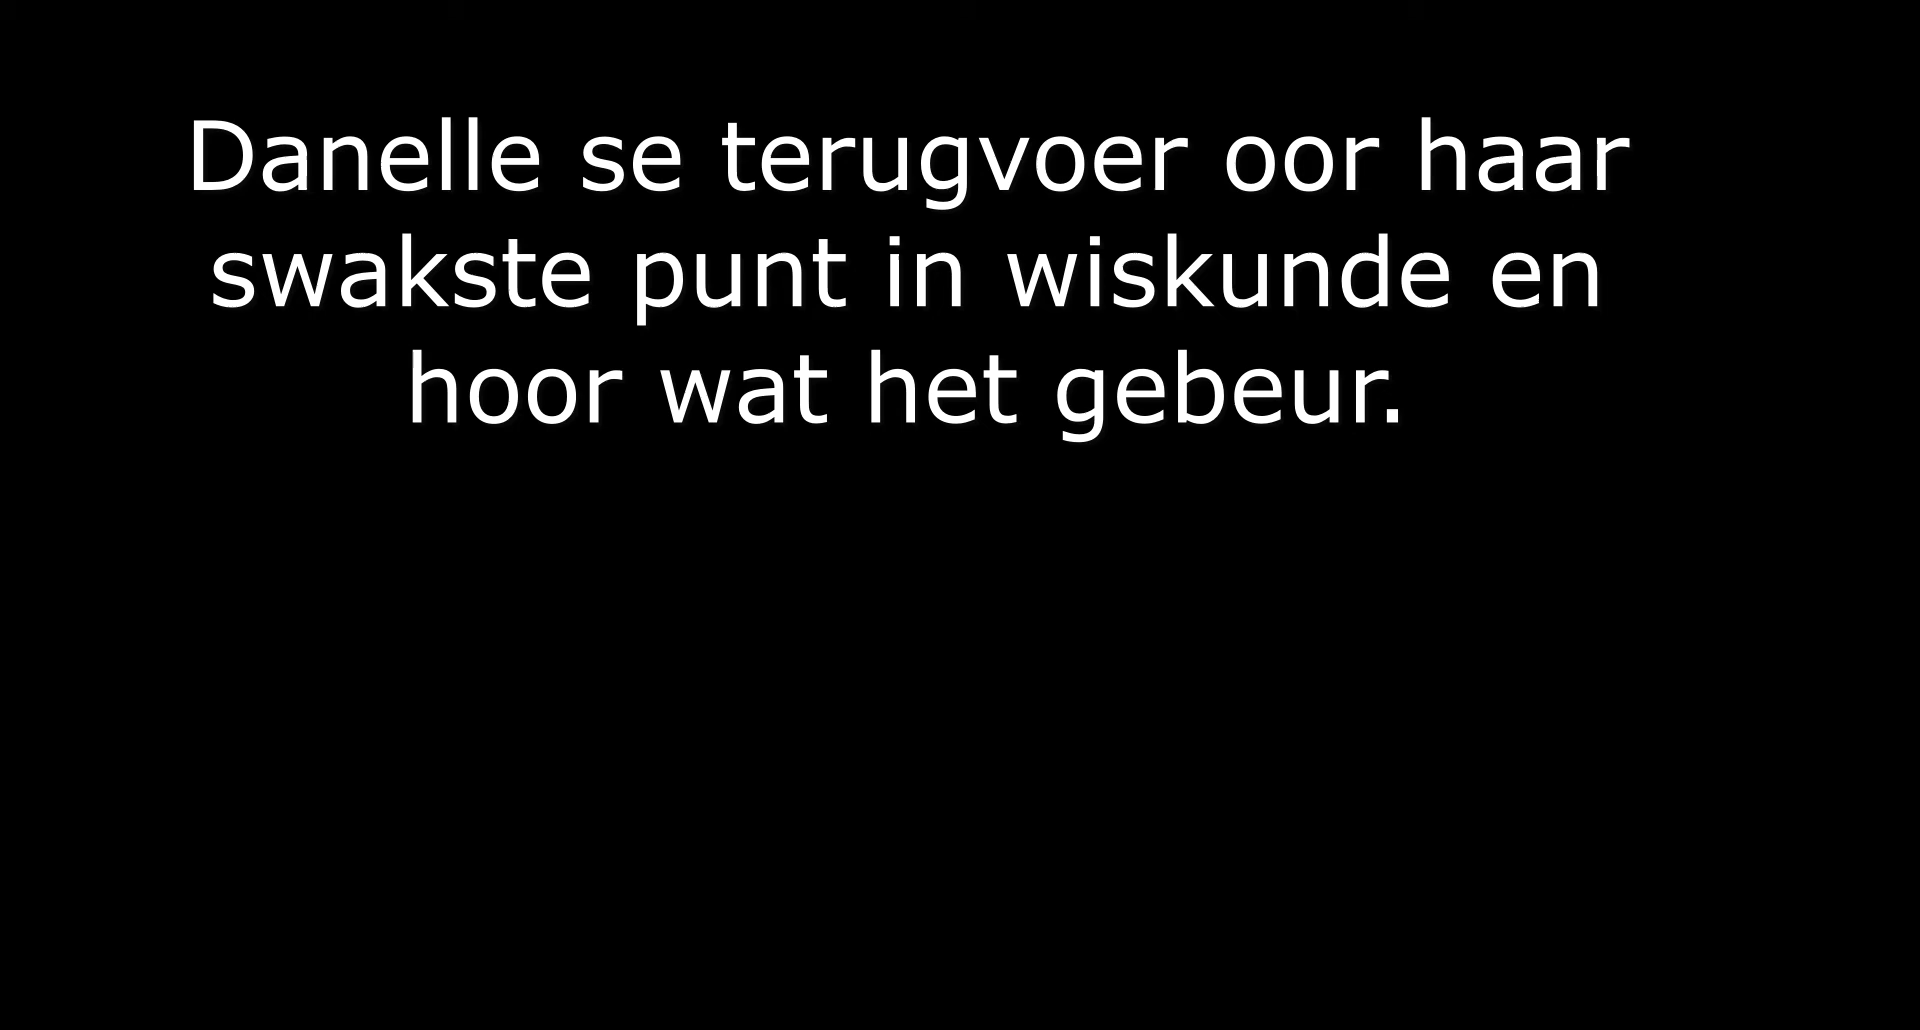 Danelle se terugvoer oor haar
swakste punt in wiskunde en
hoor wat het gebeur.